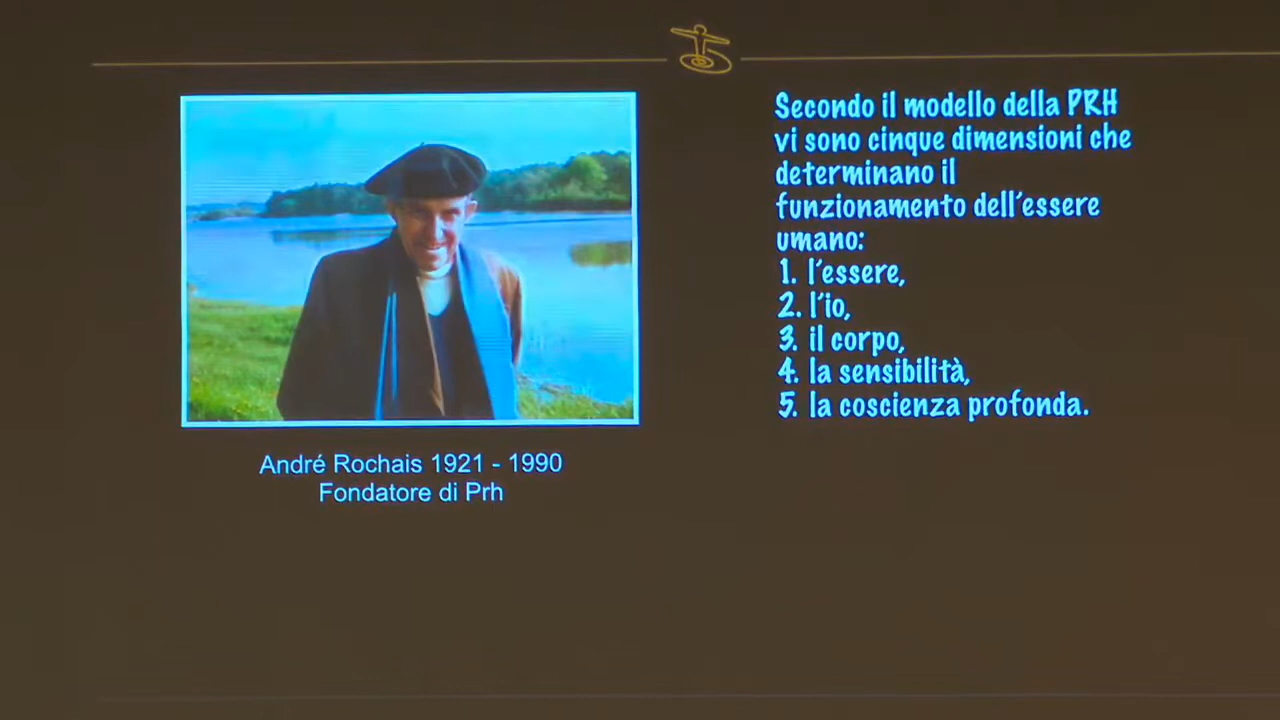 Secondo il modello della PRH
vi sono cinque dimensioni che
determinano il
funzionamento dell'essere
umano:
1. l'essere,
2. l'io,
3. il corpo,
4. la sensibilità,
5. la coscienza profonda.
André Rochais 1921 - 1990
Fondatore di Prh